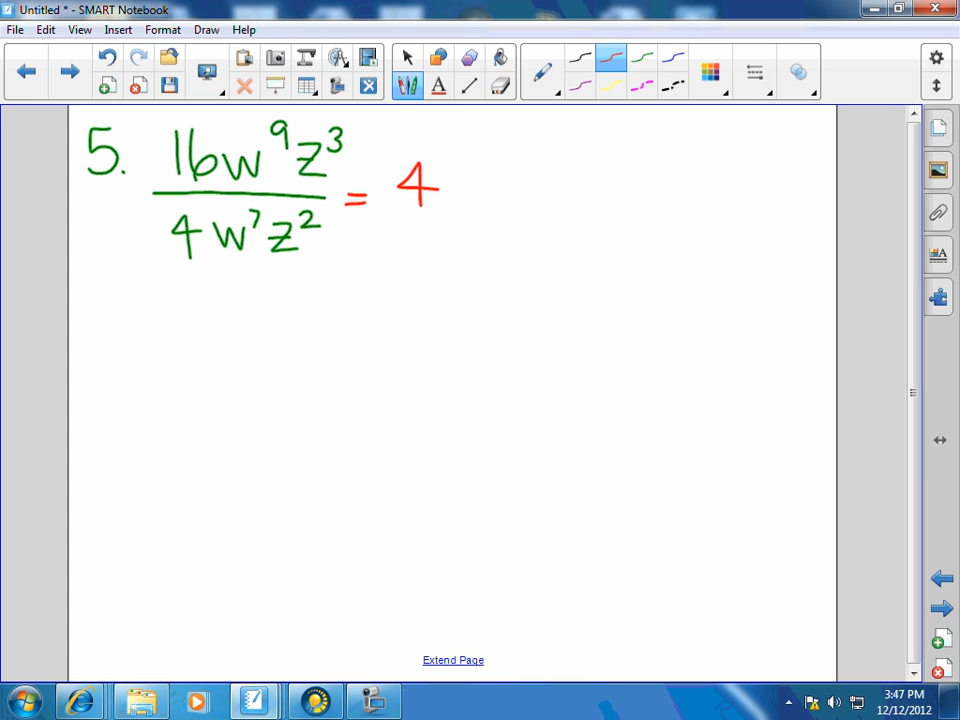 Untitled * - SMART Notebook
File Edit View Insert Format Draw Help
5. 16w⁹z³
= 4
4w⁷z²
Extend Page
3:47 PM
12/12/2012